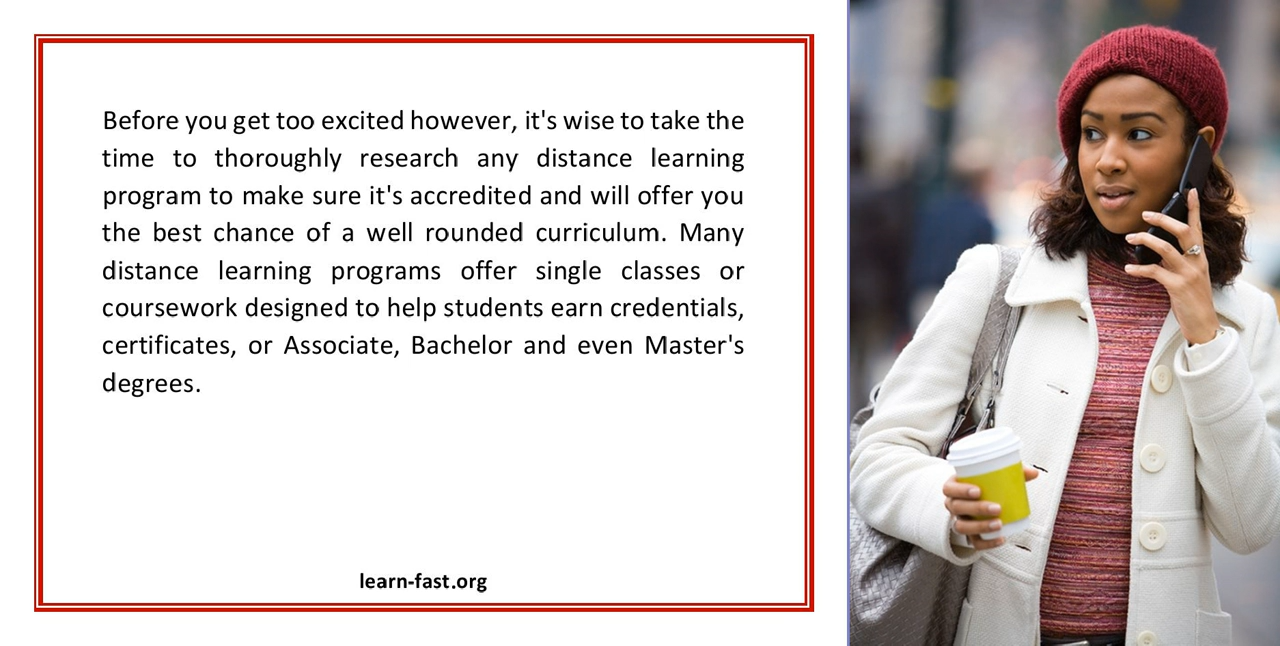 Before you get too excited however, it's wise to take the
time to thoroughly research any distance learning
program to make sure it's accredited and will offer you
the best chance of a well rounded curriculum. Many
distance learning programs offer single classes or
coursework designed to help students earn credentials,
certificates, or Associate, Bachelor and even Master's
degrees.
learn-fast.org